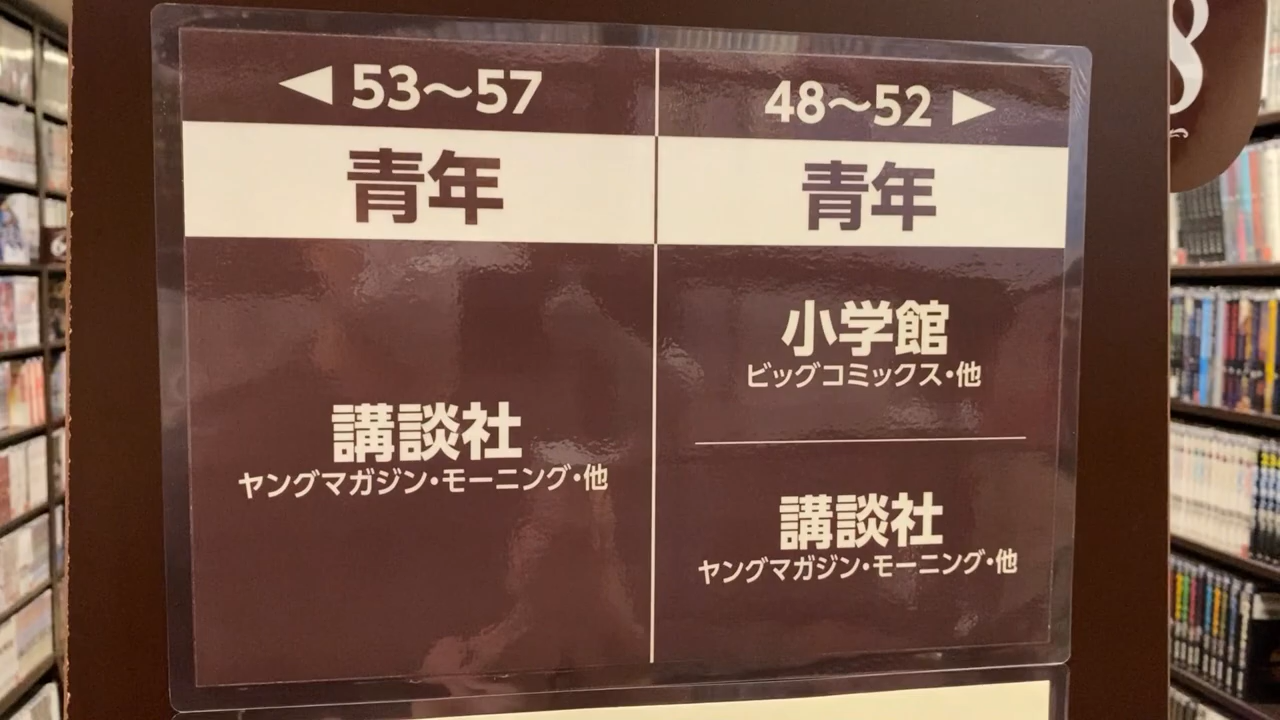 ◀ 53～57
青年
講談社
ヤングマガジン・モーニング・他
48～52 ▶
青年
小学館
ビッグコミックス・他
講談社
ヤングマガジン・モーニング・他
8